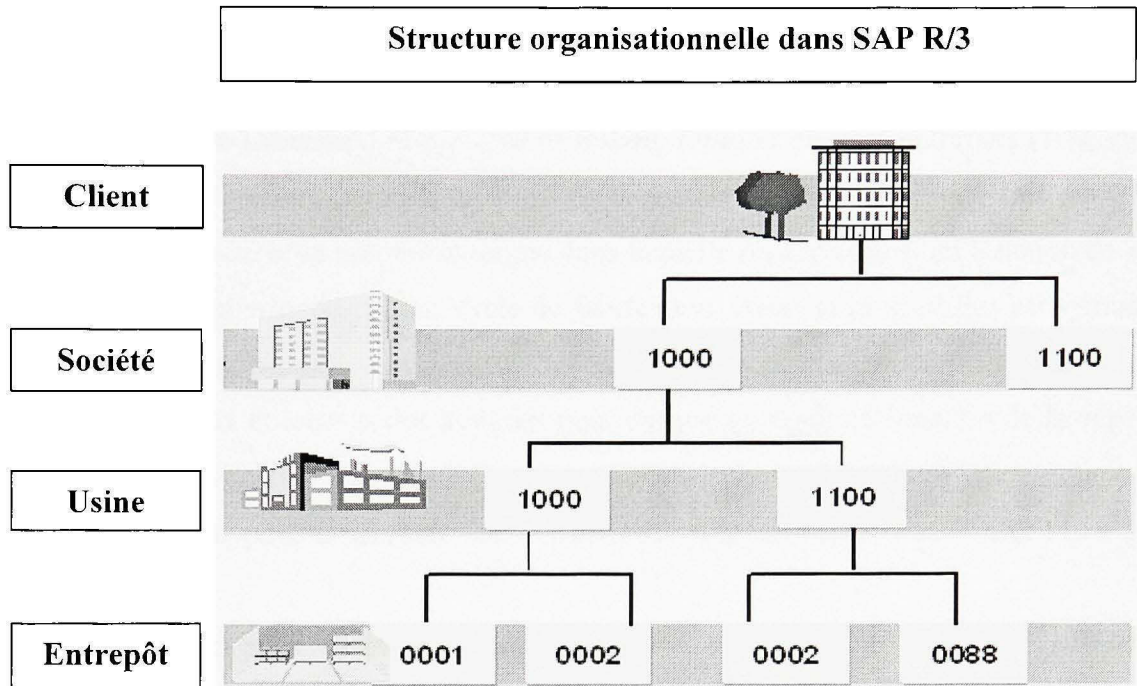 Structure organisationnelle dans SAP R/3
Client
Société
1000
1100
Usine
1000
1100
Entrepôt
0001
0002
0002
0088